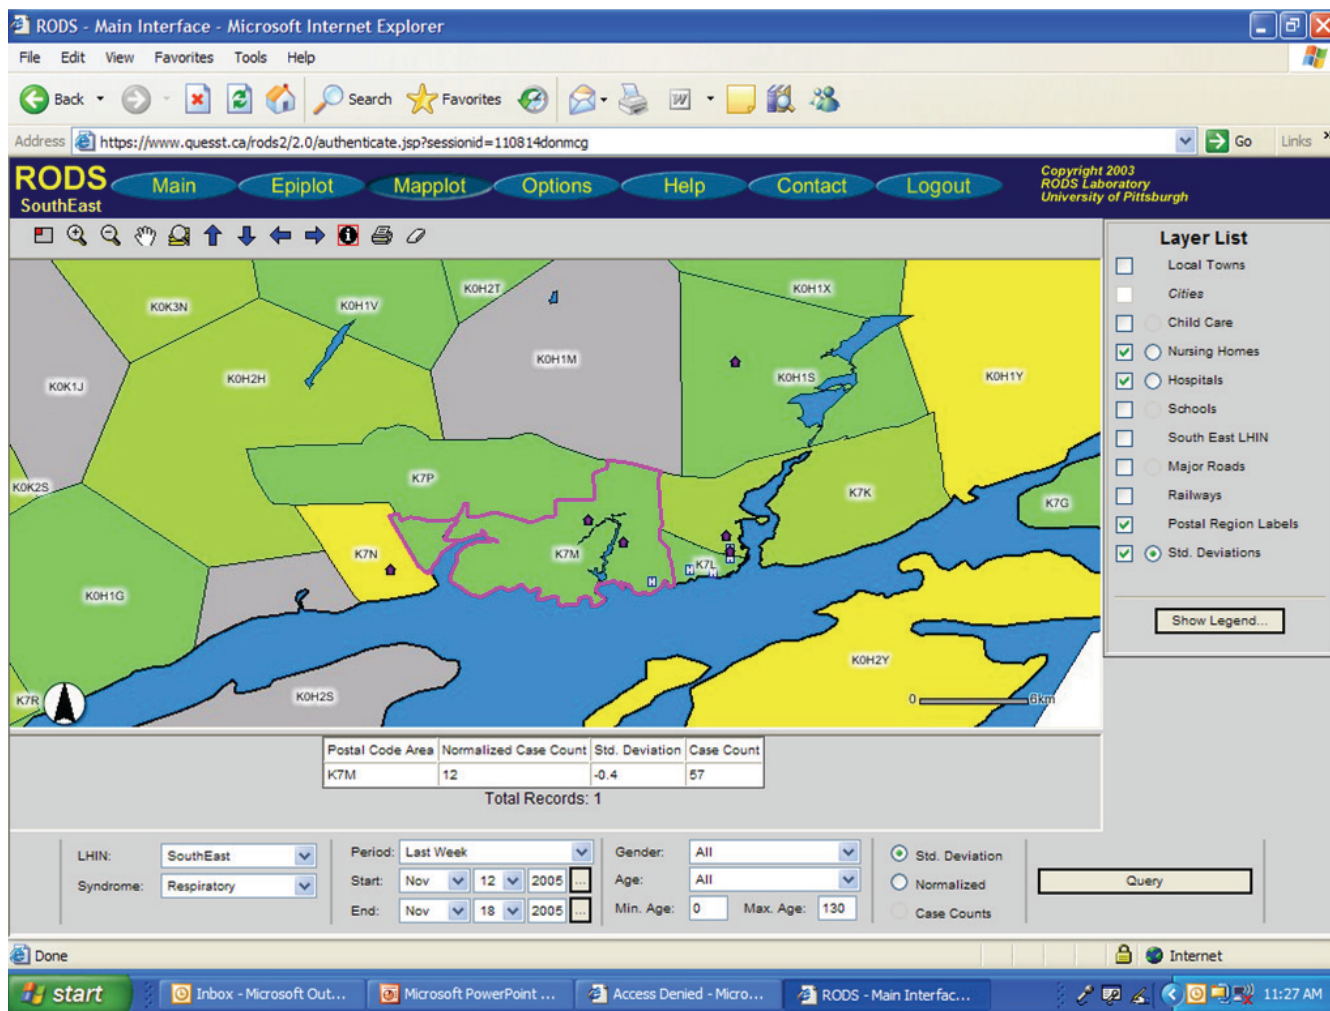 RODS - Main Interface - Microsoft Internet Explorer
File Edit View Favorites Tools Help
Back Search Favorites
Address https://www.quesst.ca/rods2/2.0/authenticate.jsp?sessionid=110814donmcg Go Links
RODS
SouthEast
Main Epiplot Mapplot Options Help Contact Logout
Copyright 2003
RODS Laboratory
University of Pittsburgh
Layer List
Local Towns
Cities
Child Care
Nursing Homes
Hospitals
Schools
South East LHIN
Major Roads
Railways
Postal Region Labels
Std. Deviations
Show Legend...
K0H2T
K0H1X
K0K3N
K0H1V
K0H1M
K0K1J
K0H2H
K0H1S
K0H1Y
K7P
K0K2S
K7K
K7G
K7N
K7M
K7L
H
H
H
H
K0H1G
K0H2Y
K7R
K0H2S
0 6km
Postal Code Area Normalized Case Count Std. Deviation Case Count
K7M 12 -0.4 57
Total Records: 1
LHIN: SouthEast
Syndrome: Respiratory
Period: Last Week
Start: Nov 12 2005 ...
End: Nov 18 2005 ...
Gender: All
Age: All
Min. Age: 0 Max. Age: 130
Std. Deviation
Normalized
Case Counts
Query
Done
Internet
start Inbox - Microsoft Out... Microsoft PowerPoint ... Access Denied - Micro... RODS - Main Interfac... 11:27 AM